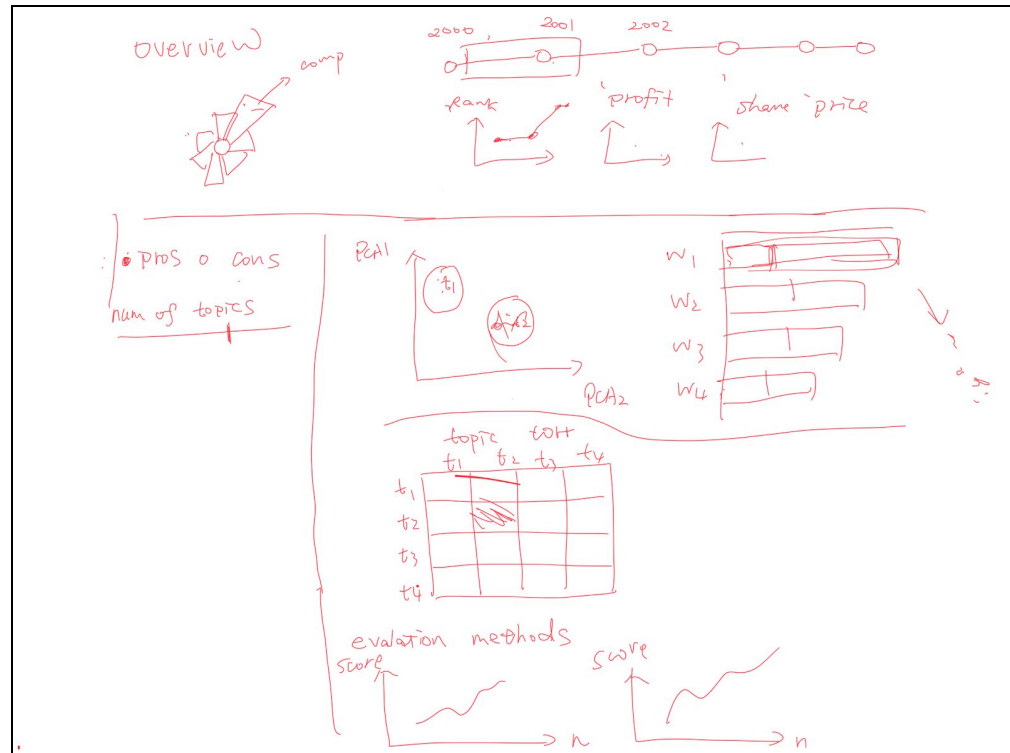 overview
comp
2000 2001 2002
Rank
profit
share price
pros o cons
num of topics
PCA1
t1
PCA2
W1
W2
W3
W4
topic
t1 t2 t3 t4
t1
t2
t3
t4
evalation methods
score
n
score
n